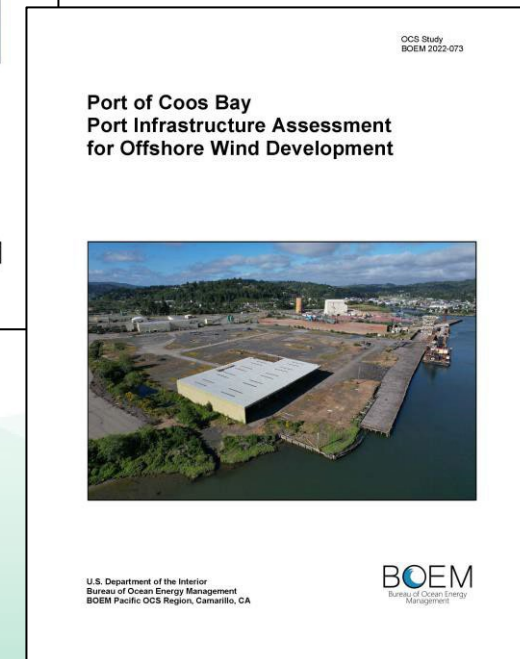 OCS Study
BOEM 2022-073
Port of Coos Bay
Port Infrastructure Assessment
for Offshore Wind Development
U.S. Department of the Interior
Bureau of Ocean Energy Management
BOEM Pacific OCS Region, Camarillo, CA
BOEM
Bureau of Ocean Energy
Management